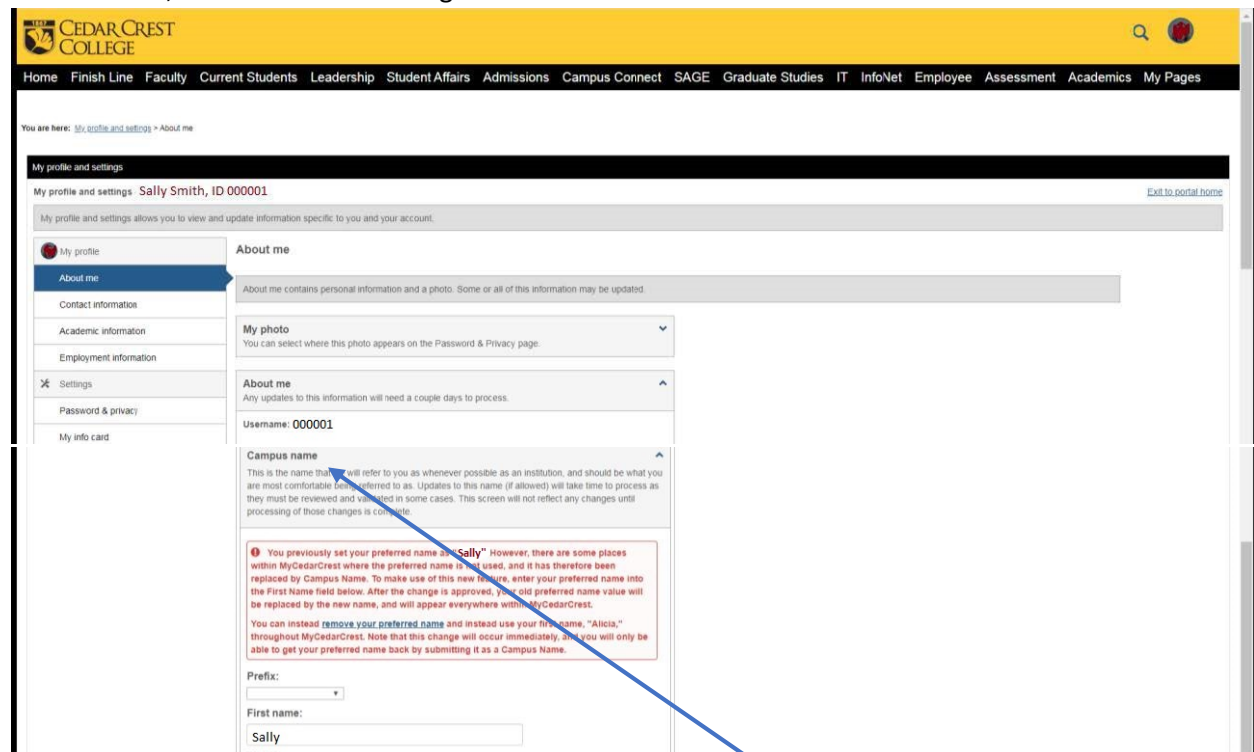 1867
CEDAR CREST
COLLEGE
Home Finish Line Faculty Current Students Leadership Student Affairs Admissions Campus Connect SAGE Graduate Studies IT InfoNet Employee Assessment Academics My Pages
You are here: My profile and settings > About me
My profile and settings
My profile and settings Sally Smith, ID 000001
Exit to portal home
My profile and settings allows you to view and update information specific to you and your account.
My profile
About me
Contact information
Academic information
Employment information
Settings
Password & privacy
My info card
About me
About me contains personal information and a photo. Some or all of this information may be updated.
My photo
You can select where this photo appears on the Password & Privacy page.
About me
Any updates to this information will need a couple days to process.
Username: 000001
Campus name
This is the name that will refer to you as whenever possible as an institution, and should be what you
are most comfortable being referred to as. Updates to this name (if allowed) will take time to process as
they must be reviewed and validated in some cases. This screen will not reflect any changes until
processing of those changes is complete.
You previously set your preferred name as "Sally" However, there are some places
within MyCedarCrest where the preferred name is not used, and it has therefore been
replaced by Campus Name. To make use of this new feature, enter your preferred name into
the First Name field below. After the change is approved, your old preferred name value will
be replaced by the new name, and will appear everywhere within MyCedarCrest.
You can instead remove your preferred name and instead use your first name, "Alicia,"
throughout MyCedarCrest. Note that this change will occur immediately, and you will only be
able to get your preferred name back by submitting it as a Campus Name.
Prefix:
First name:
Sally